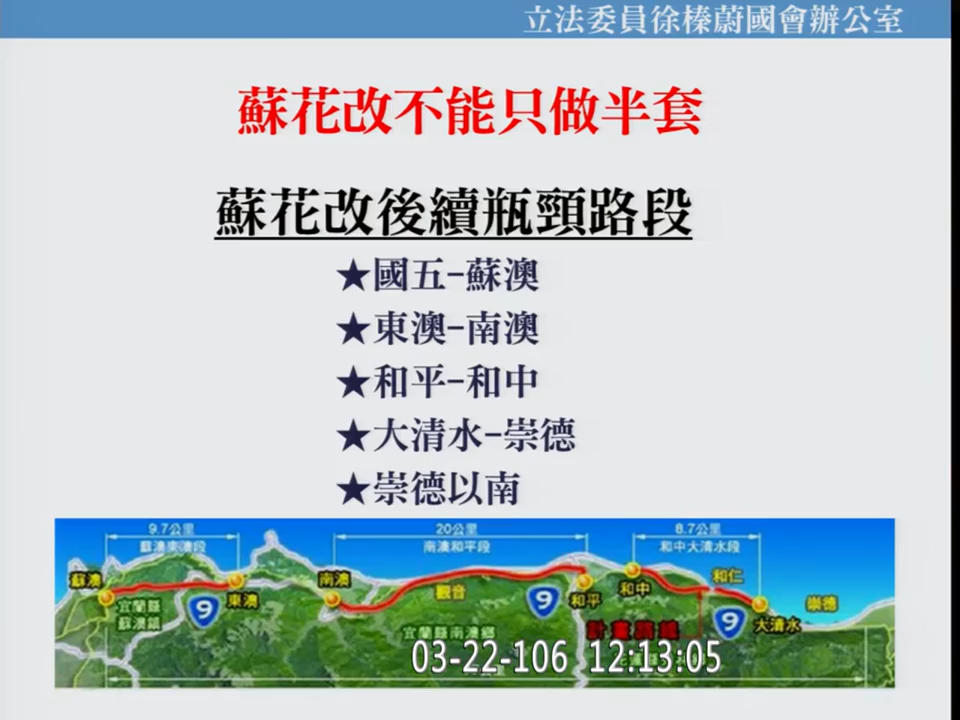 立法委員徐榛蔚國會辦公室
蘇花改不能只做半套
蘇花改後續瓶頸路段
★國五-蘇澳
★東澳-南澳
★和平-和中
★大清水-崇德
★崇德以南
9.7公里
20公里
8.7公里
蘇澳東澳段
南澳和平段
和中大清水段
蘇澳
東澳
南澳
觀音
和平
和中
和仁
大清水
崇德
宜蘭縣
蘇澳鎮
9
9
9
宜蘭縣南澳鄉
計畫路線
03-22-106 12:13:05